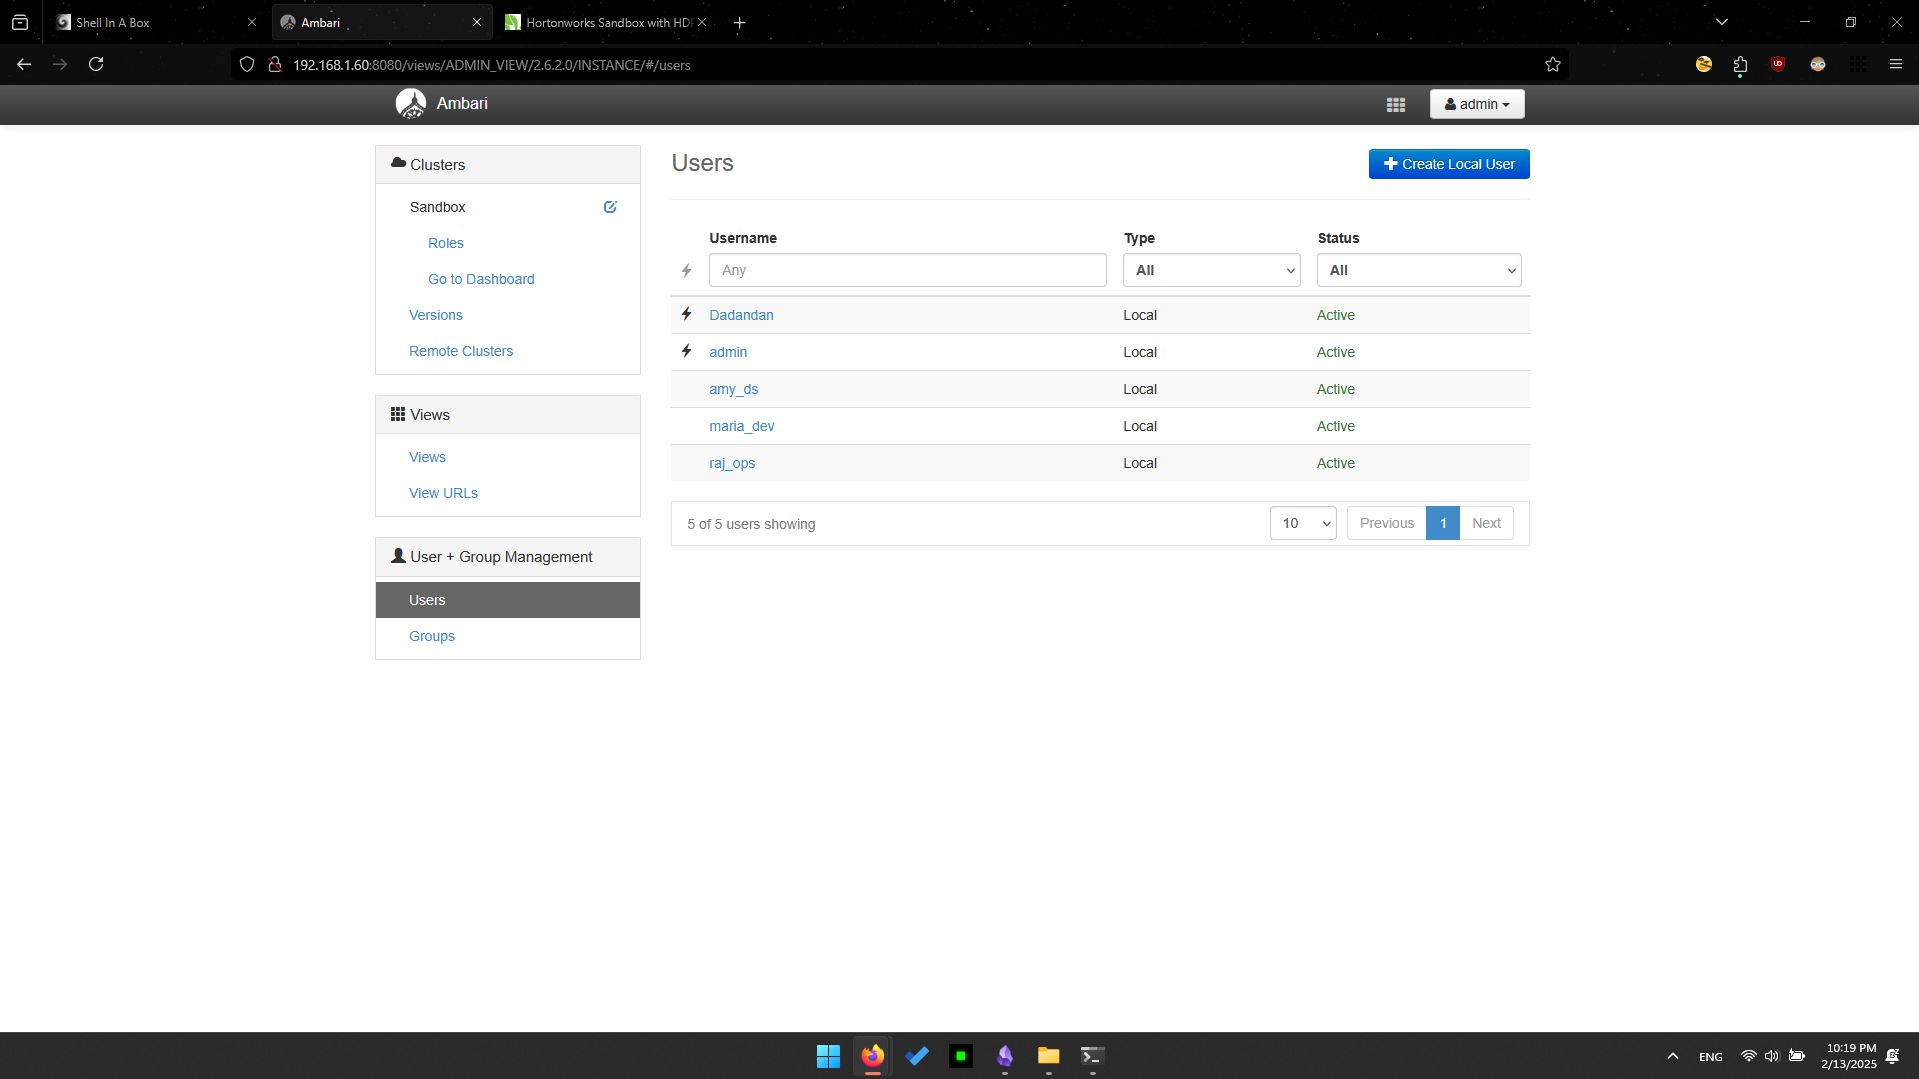 Shell In A Box
Ambari
Hortonworks Sandbox with HD
192.168.1.60:8080/views/ADMIN_VIEW/2.6.2.0/INSTANCE/#/users
Ambari
admin
Clusters
Sandbox
Roles
Go to Dashboard
Versions
Remote Clusters
Views
Views
View URLs
User + Group Management
Users
Groups
Users
Create Local User
Username Type Status
Any All All
Dadandan Local Active
admin Local Active
amy_ds Local Active
maria_dev Local Active
raj_ops Local Active
5 of 5 users showing
10 Previous 1 Next
ENG
10:19 PM
2/13/2025